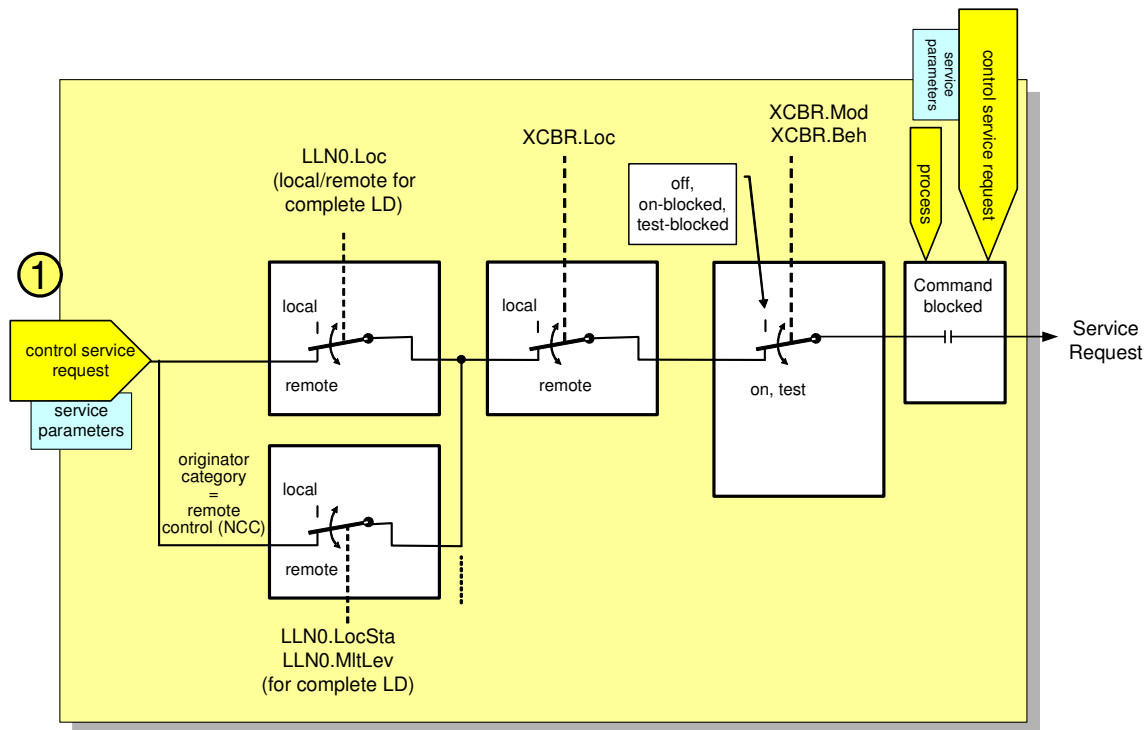 service
parameters
control service request
process
XCBR.Mod
XCBR.Beh
XCBR.Loc
LLN0.Loc
(local/remote for
complete LD)
off,
on-blocked,
test-blocked
1
control service
request
service
parameters
local
remote
local
remote
on, test
Command
blocked
Service
Request
originator
category
=
remote
control (NCC)
local
remote
LLN0.LocSta
LLN0.MltLev
(for complete LD)